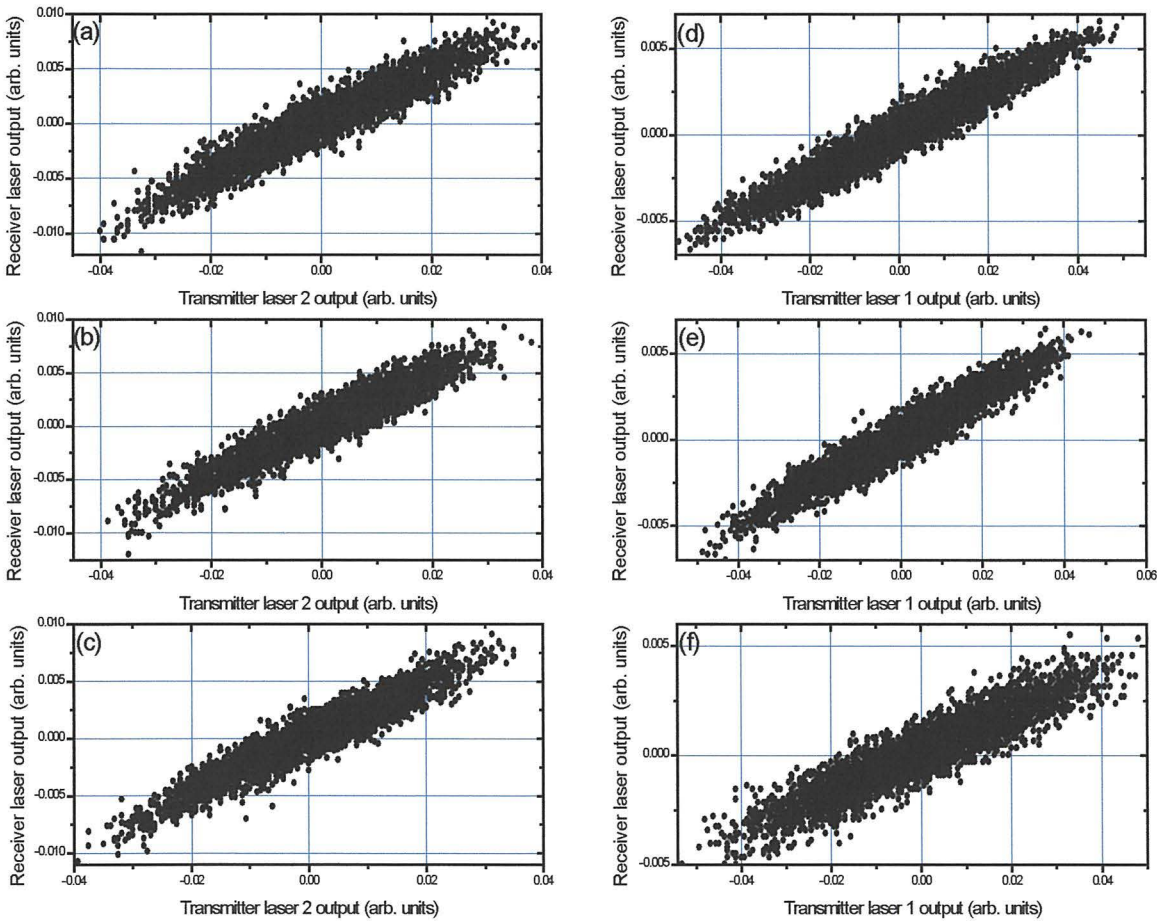 (a)
Receiver laser output (arb. units)
0.010
0.005
0.000
-0.005
-0.010
-0.04 -0.02 0.00 0.02 0.04
Transmitter laser 2 output (arb. units)
(d)
Receiver laser output (arb. units)
0.005
0.000
-0.005
-0.04 -0.02 0.00 0.02 0.04
Transmitter laser 1 output (arb. units)
(b)
Receiver laser output (arb. units)
0.010
0.005
0.000
-0.005
-0.010
-0.04 -0.02 0.00 0.02 0.04
Transmitter laser 2 output (arb. units)
(e)
Receiver laser output (arb. units)
0.005
0.000
-0.005
-0.04 -0.02 0.00 0.02 0.04 0.06
Transmitter laser 1 output (arb. units)
(c)
Receiver laser output (arb. units)
0.010
0.005
0.000
-0.005
-0.010
-0.04 -0.02 0.00 0.02 0.04
Transmitter laser 2 output (arb. units)
(f)
Receiver laser output (arb. units)
0.005
0.000
-0.005
-0.04 -0.02 0.00 0.02 0.04
Transmitter laser 1 output (arb. units)